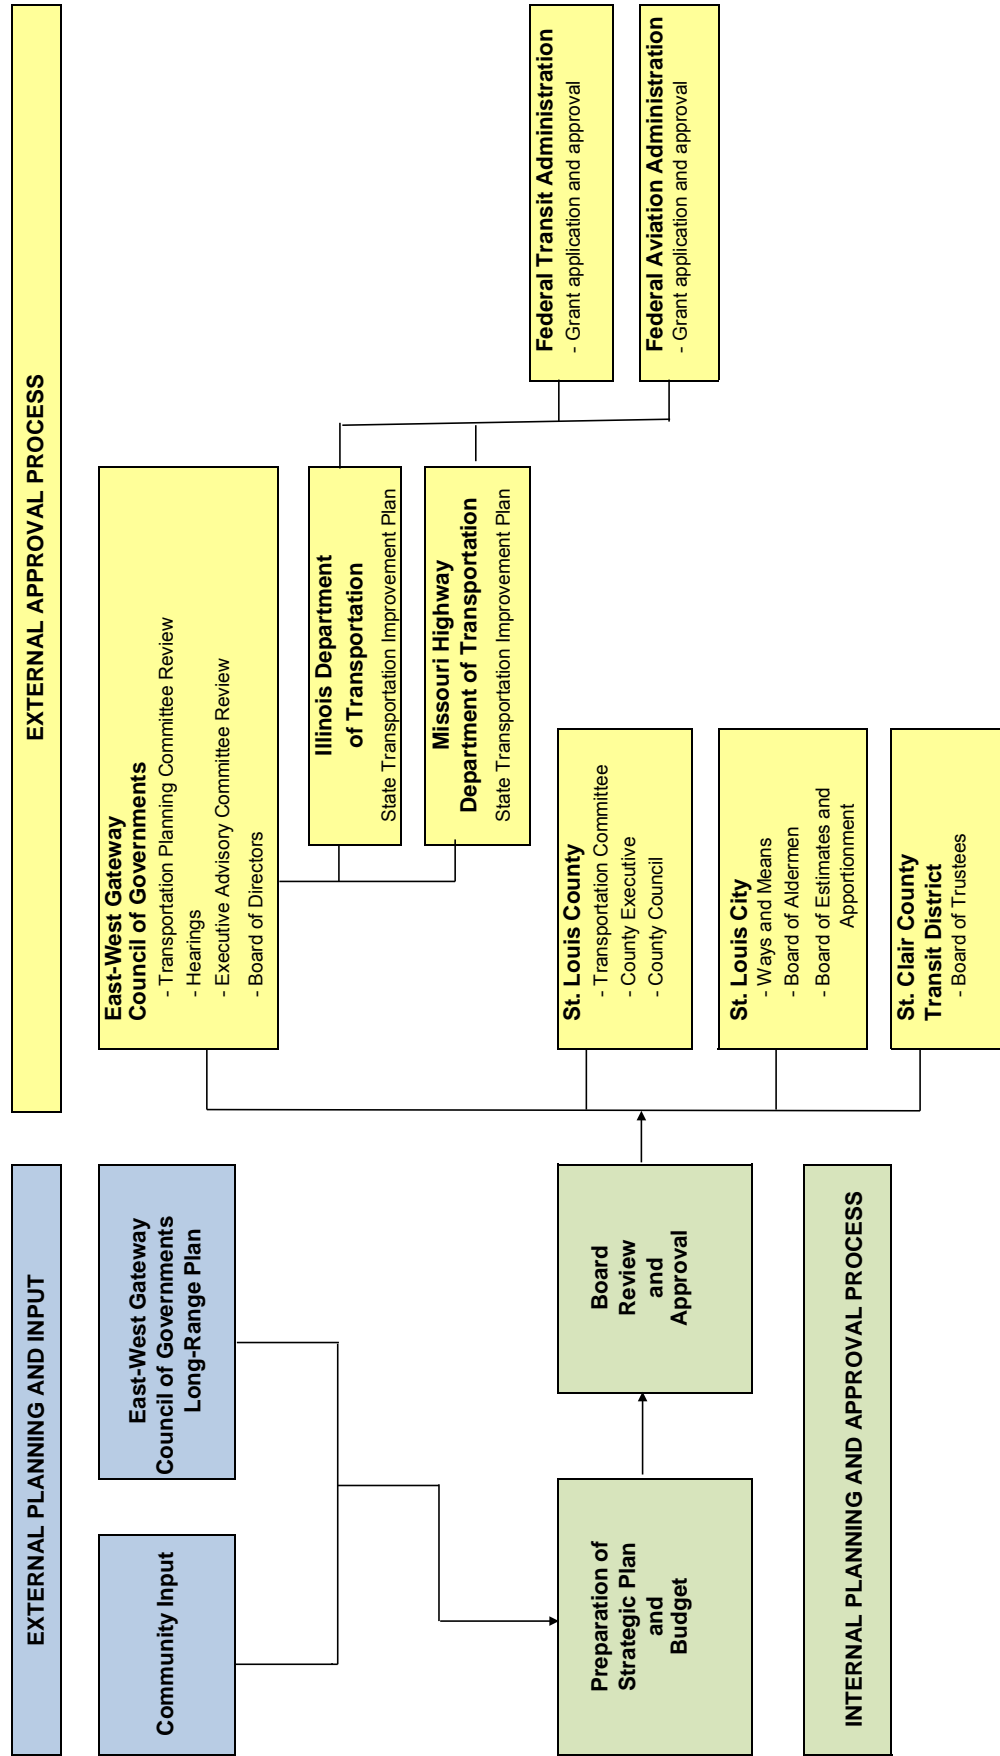 EXTERNAL PLANNING AND INPUT
EXTERNAL APPROVAL PROCESS
Community Input
East-West Gateway
Council of Governments
Long-Range Plan
East-West Gateway
Council of Governments
- Transportation Planning Committee Review
- Hearings
- Executive Advisory Committee Review
- Board of Directors
Illinois Department
of Transportation
State Transportation Improvement Plan
Missouri Highway
Department of Transportation
State Transportation Improvement Plan
Federal Transit Administration
- Grant application and approval
Federal Aviation Administration
- Grant application and approval
Preparation of
Strategic Plan
and
Budget
Board
Review
and
Approval
St. Louis County
- Transportation Committee
- County Executive
- County Council
St. Louis City
- Ways and Means
- Board of Aldermen
- Board of Estimates and
Apportionment
St. Clair County
Transit District
- Board of Trustees
INTERNAL PLANNING AND APPROVAL PROCESS